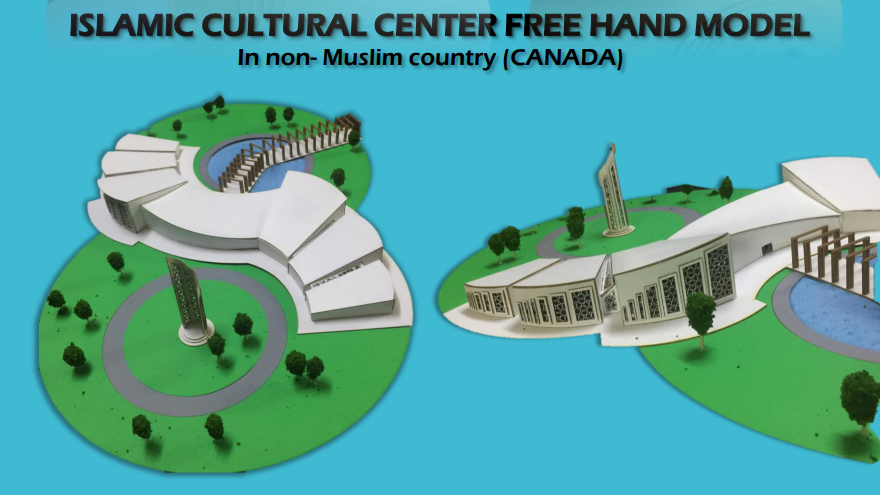 ISLAMIC CULTURAL CENTER FREE HAND MODEL
In non- Muslim country (CANADA)